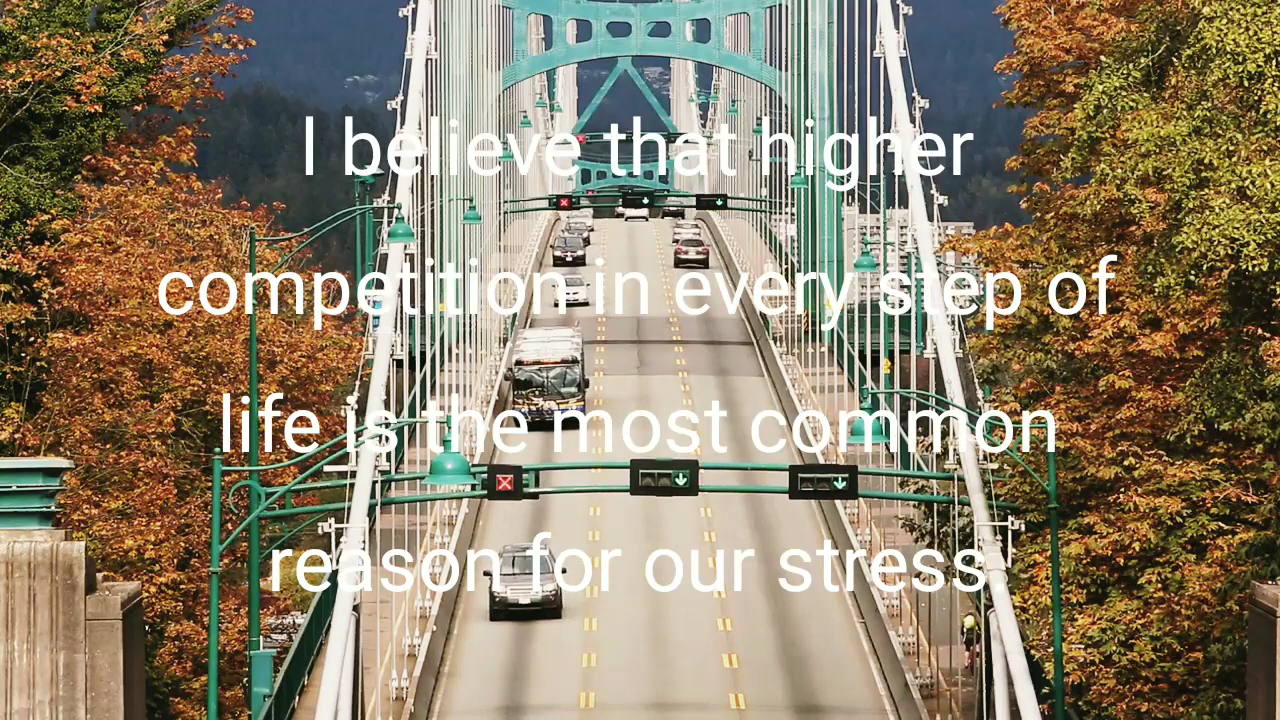 I believe that higher
competition in every step of
life is the most common
reason for our stress.